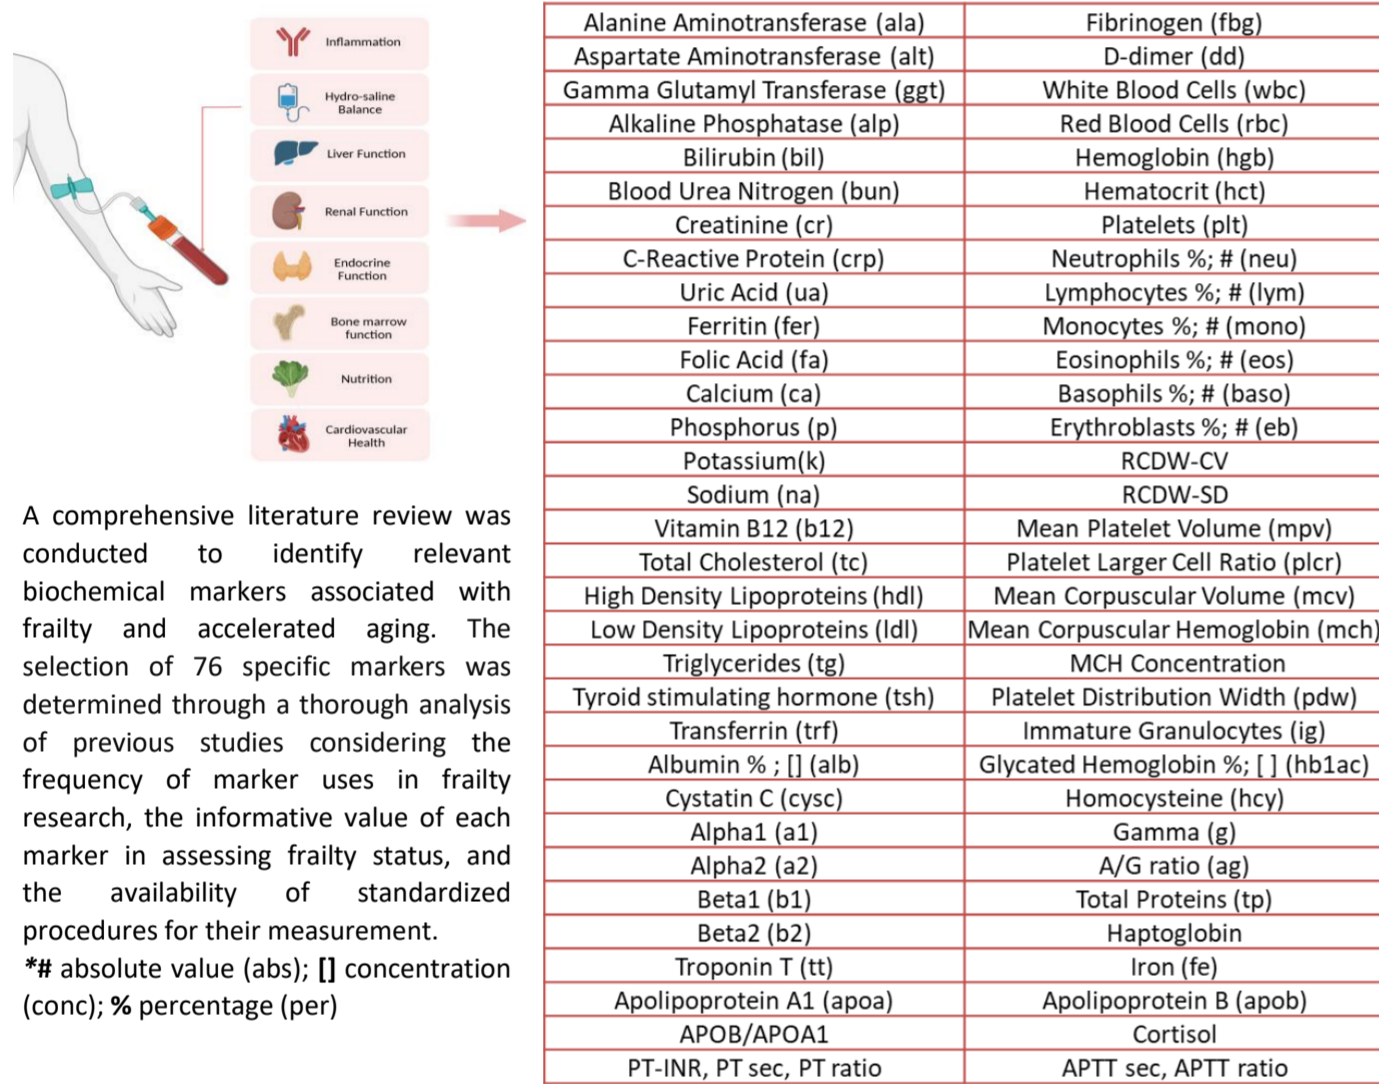 Inflammation
Hydro-saline
Balance
Liver Function
Renal Function
Endocrine
Function
Bone marrow
function
Nutrition
Cardiovascular
Health
A comprehensive literature review was
conducted to identify relevant
biochemical markers associated with
frailty and accelerated aging. The
selection of 76 specific markers was
determined through a thorough analysis
of previous studies considering the
frequency of marker uses in frailty
research, the informative value of each
marker in assessing frailty status, and
the availability of standardized
procedures for their measurement.
*# absolute value (abs); [] concentration
(conc); % percentage (per)
Alanine Aminotransferase (ala) Fibrinogen (fbg)
Aspartate Aminotransferase (alt) D-dimer (dd)
Gamma Glutamyl Transferase (ggt) White Blood Cells (wbc)
Alkaline Phosphatase (alp) Red Blood Cells (rbc)
Bilirubin (bil) Hemoglobin (hgb)
Blood Urea Nitrogen (bun) Hematocrit (hct)
Creatinine (cr) Platelets (plt)
C-Reactive Protein (crp) Neutrophils %; # (neu)
Uric Acid (ua) Lymphocytes %; # (lym)
Ferritin (fer) Monocytes %; # (mono)
Folic Acid (fa) Eosinophils %; # (eos)
Calcium (ca) Basophils %; # (baso)
Phosphorus (p) Erythroblasts %; # (eb)
Potassium(k) RCDW-CV
Sodium (na) RCDW-SD
Vitamin B12 (b12) Mean Platelet Volume (mpv)
Total Cholesterol (tc) Platelet Larger Cell Ratio (plcr)
High Density Lipoproteins (hdl) Mean Corpuscular Volume (mcv)
Low Density Lipoproteins (ldl) Mean Corpuscular Hemoglobin (mch)
Triglycerides (tg) MCH Concentration
Tyroid stimulating hormone (tsh) Platelet Distribution Width (pdw)
Transferrin (trf) Immature Granulocytes (ig)
Albumin % ; [] (alb) Glycated Hemoglobin %; [ ] (hb1ac)
Cystatin C (cysc) Homocysteine (hcy)
Alpha1 (a1) Gamma (g)
Alpha2 (a2) A/G ratio (ag)
Beta1 (b1) Total Proteins (tp)
Beta2 (b2) Haptoglobin
Troponin T (tt) Iron (fe)
Apolipoprotein A1 (apoa) Apolipoprotein B (apob)
APOB/APOA1 Cortisol
PT-INR, PT sec, PT ratio APTT sec, APTT ratio